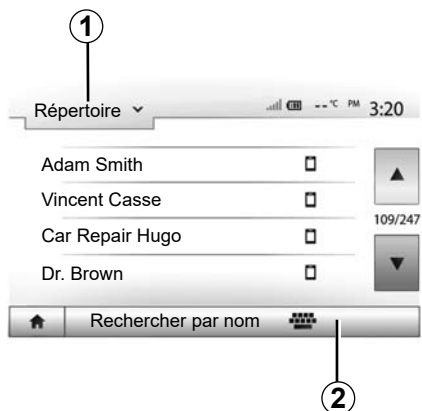 1
Répertoire
--°C PM 3:20
Adam Smith
Vincent Casse
109/247
Car Repair Hugo
Dr. Brown
Rechercher par nom
2